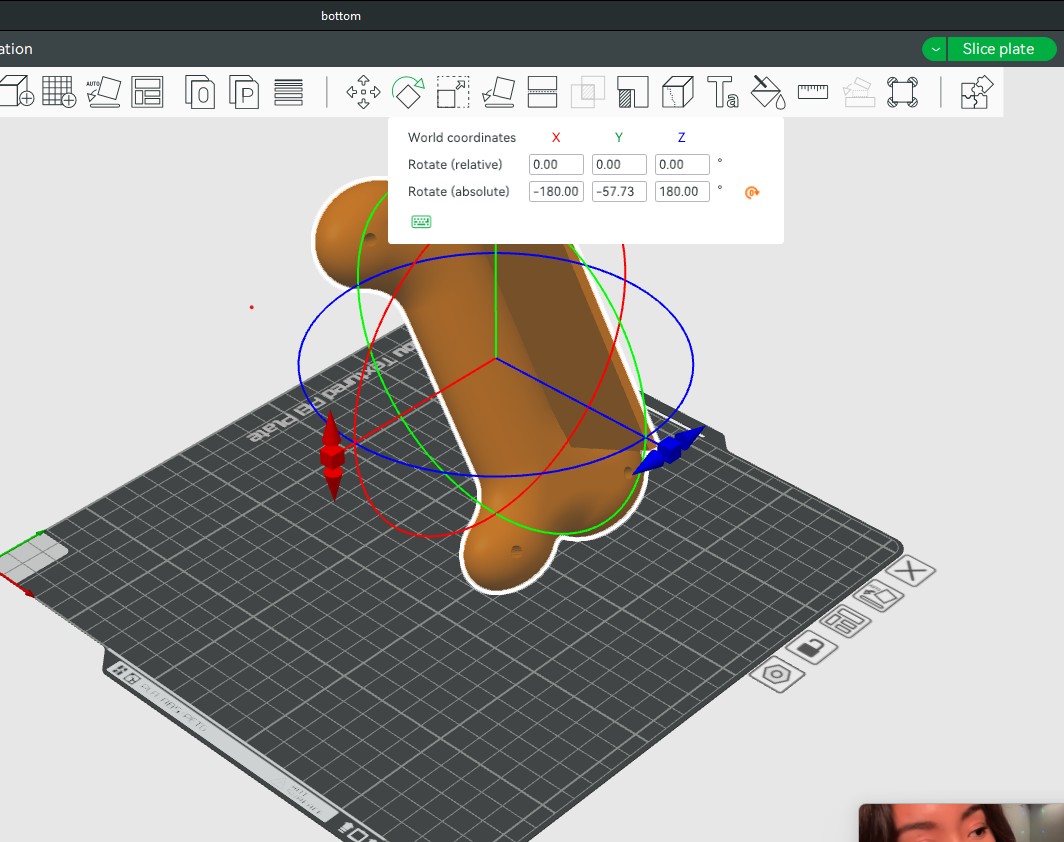 bottom
ation
Slice plate
AUTO
O
P
Ta
World coordinates X Y Z
Rotate (relative) 0.00 0.00 0.00 °
Rotate (absolute) -180.00 -57.73 180.00 °
Textured PEI Plate